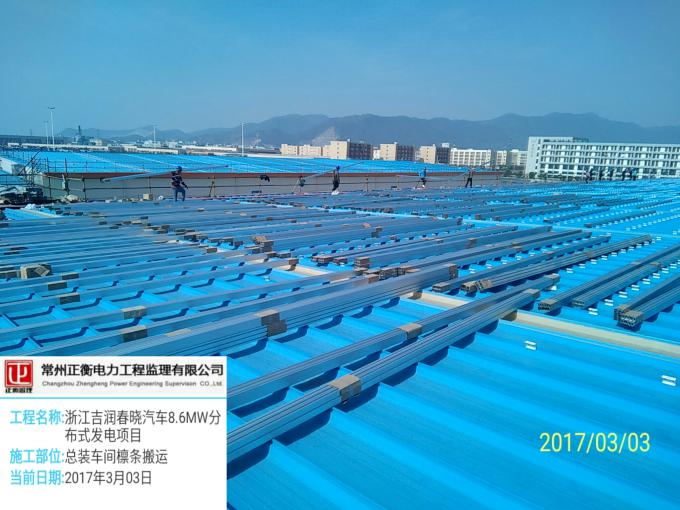 正衡监理
常州正衡电力工程监理有限公司
Changzhou Zhengheng Power Engineering Supervison CO.,Ltd.
工程名称:浙江吉润春晓汽车8.6MW分
布式发电项目
施工部位:总装车间檩条搬运
当前日期:2017年3月03日
2017/03/03